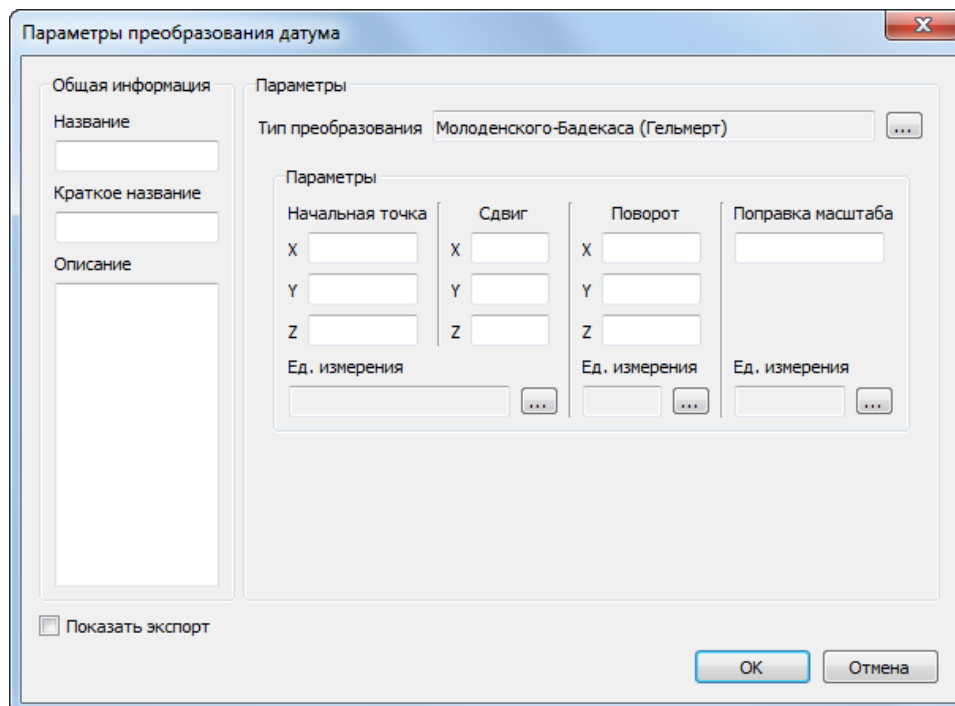 Параметры преобразования датума
Общая информация
Название
Краткое название
Описание
Параметры
Тип преобразования Молоденского-Бадекаса (Гельмерт) ...
Параметры
Начальная точка Сдвиг Поворот Поправка масштаба
X X X
Y Y Y
Z Z Z
Ед. измерения Ед. измерения Ед. измерения
... ... ...
Показать экспорт
OK Отмена